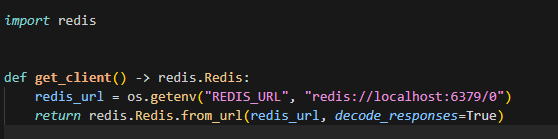 import redis
def get_client() -> redis.Redis:
    redis_url = os.getenv("REDIS_URL", "redis://localhost:6379/0")
    return redis.Redis.from_url(redis_url, decode_responses=True)